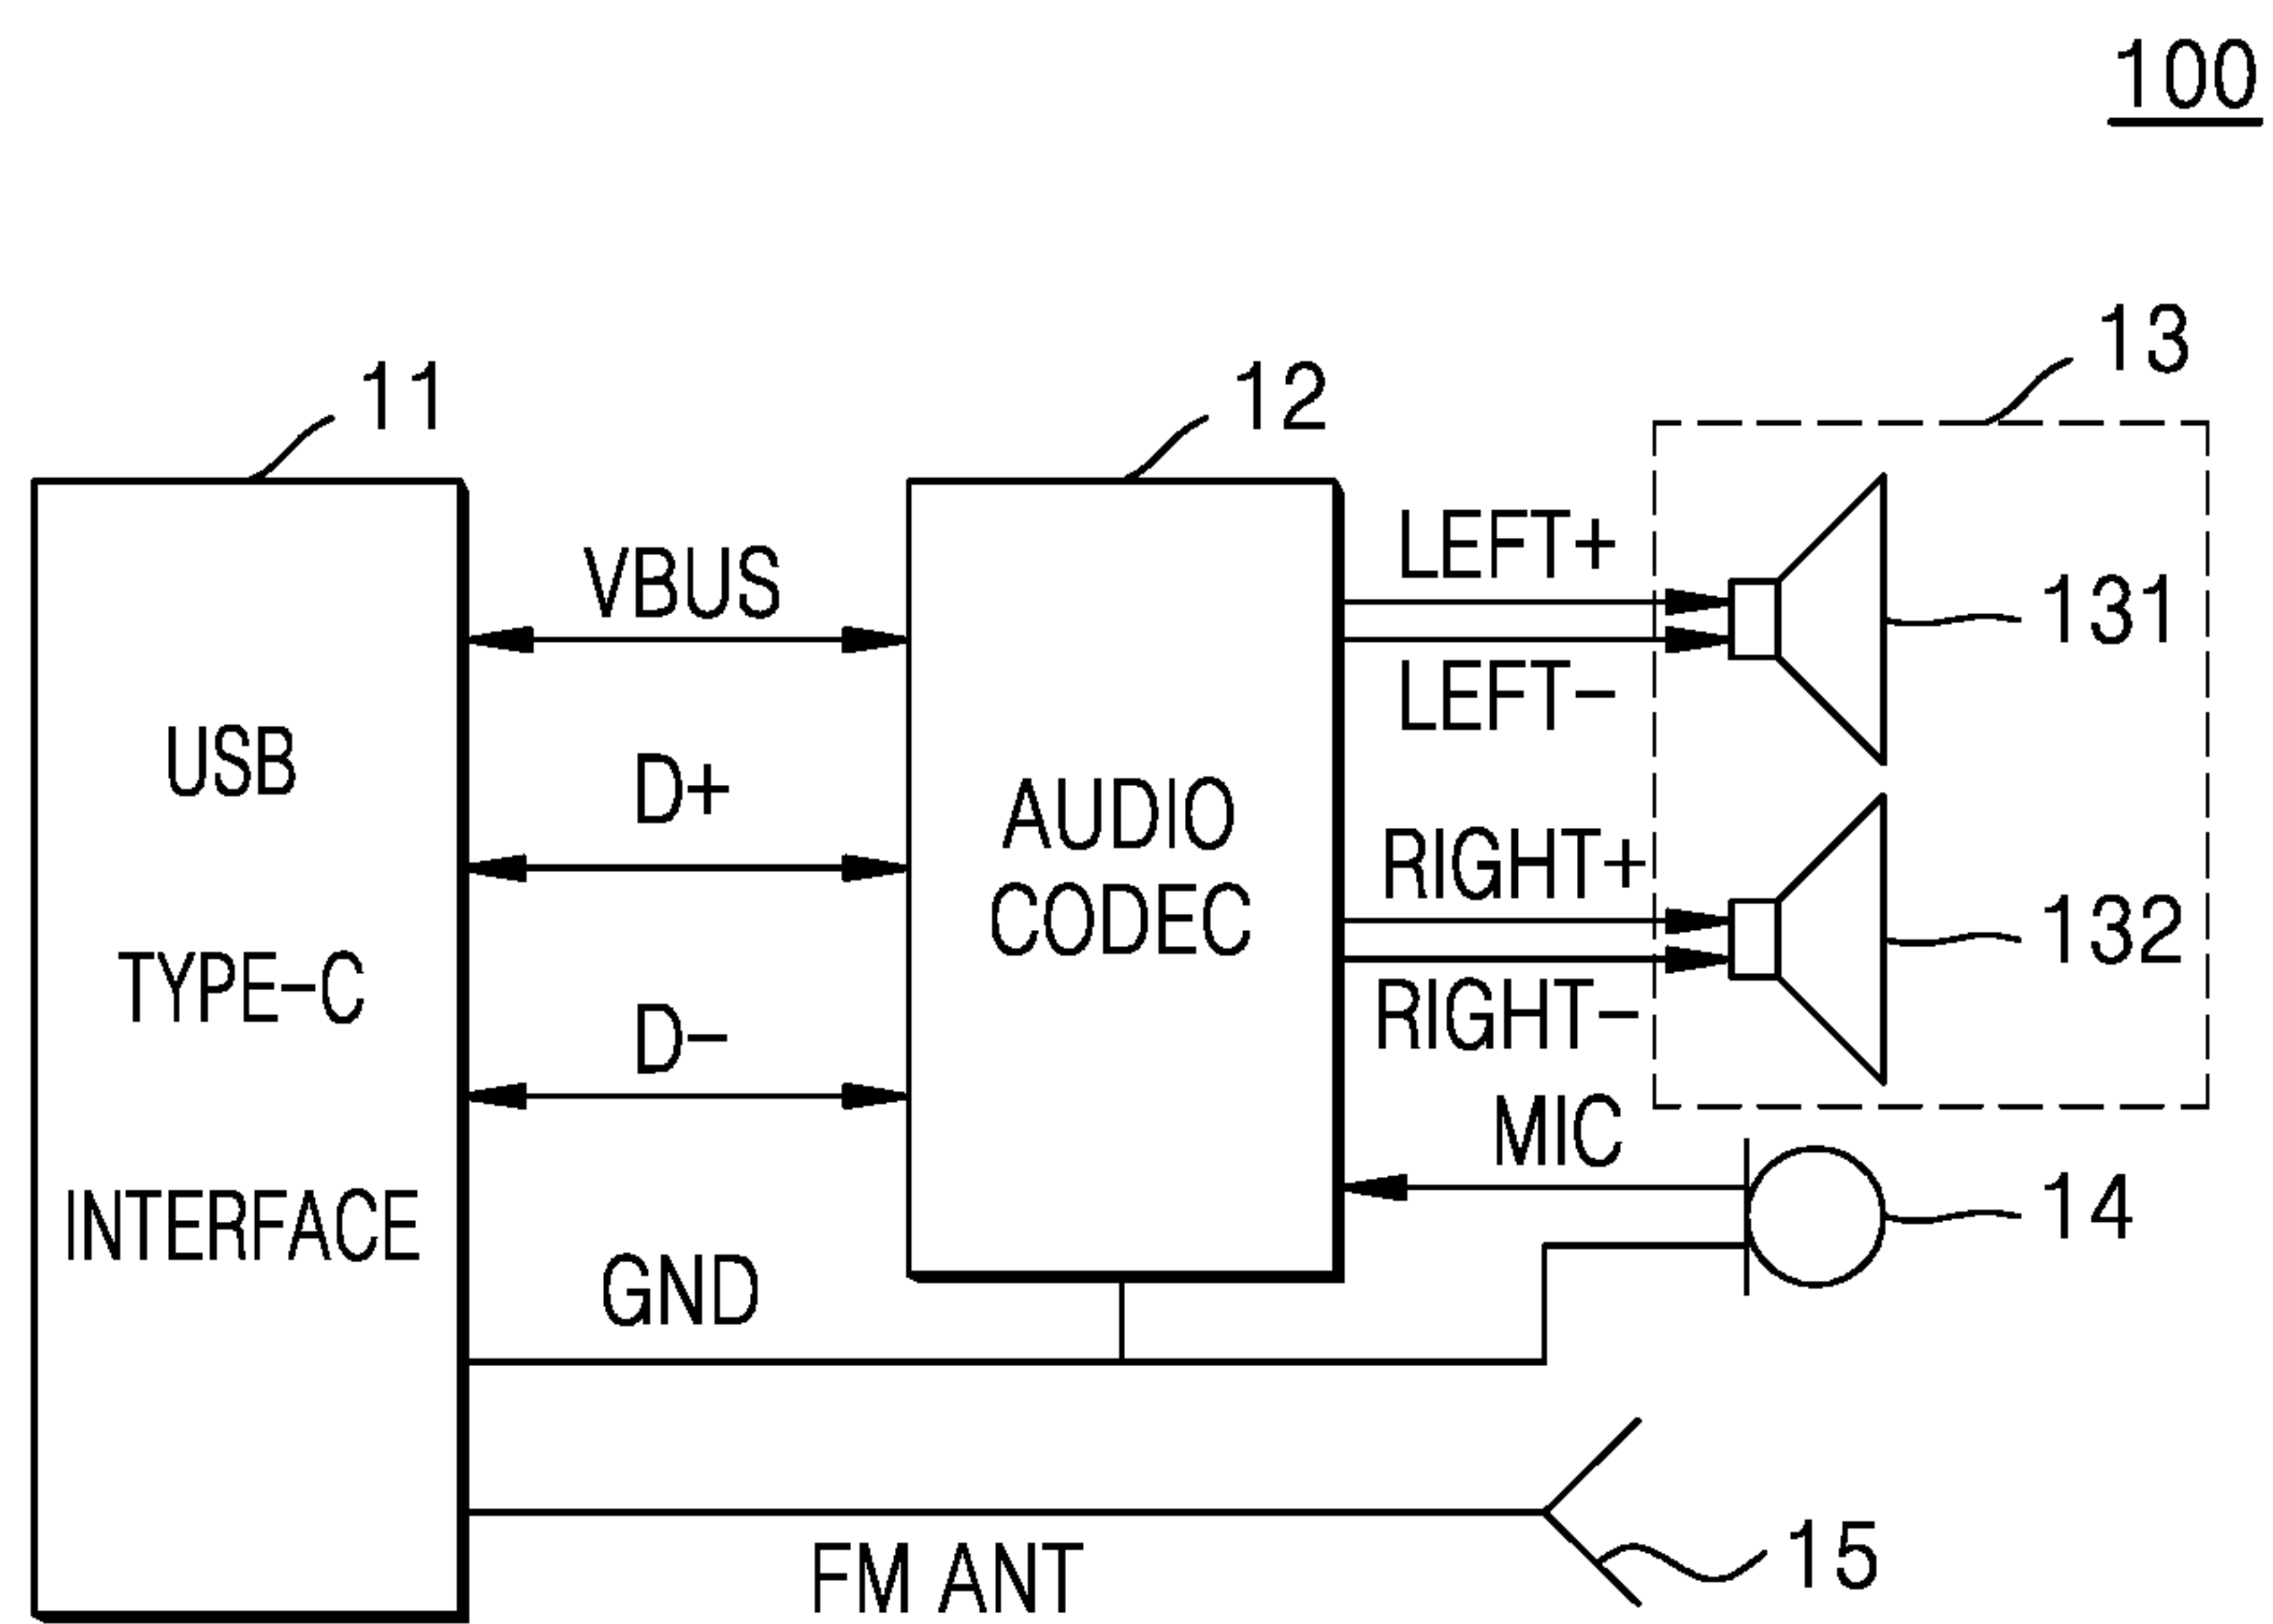 100
13
11
12
LEFT+
VBUS
131
LEFT-
USB
D+
AUDIO
RIGHT+
CODEC
132
TYPE-C
RIGHT-
D-
MIC
14
INTERFACE
GND
15
FM ANT